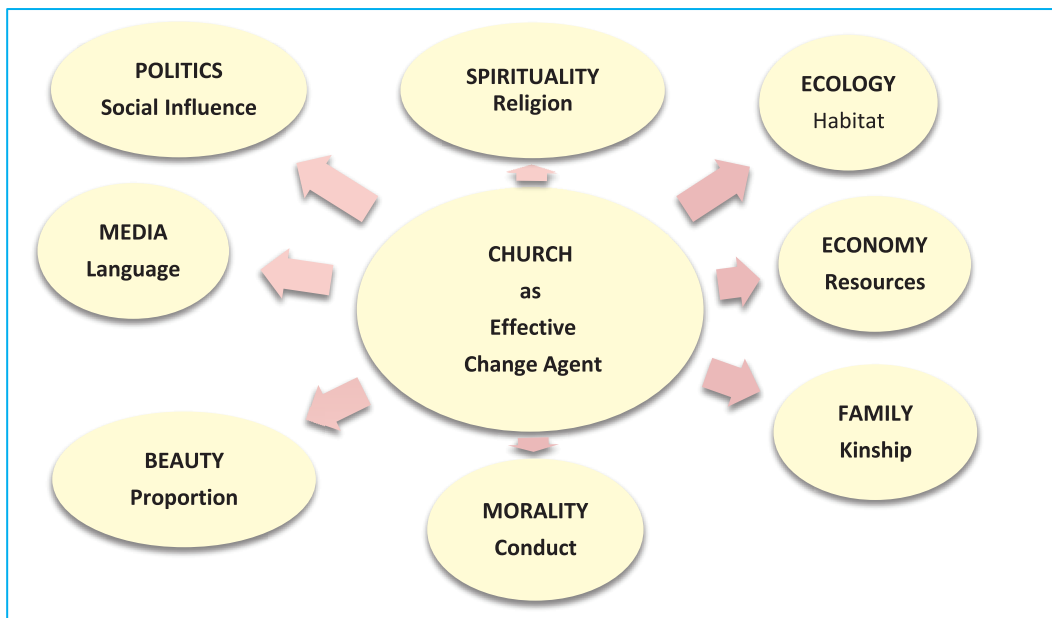 POLITICS
Social Influence
SPIRITUALITY
Religion
ECOLOGY
Habitat
MEDIA
Language
CHURCH
as
Effective
Change Agent
ECONOMY
Resources
BEAUTY
Proportion
MORALITY
Conduct
FAMILY
Kinship